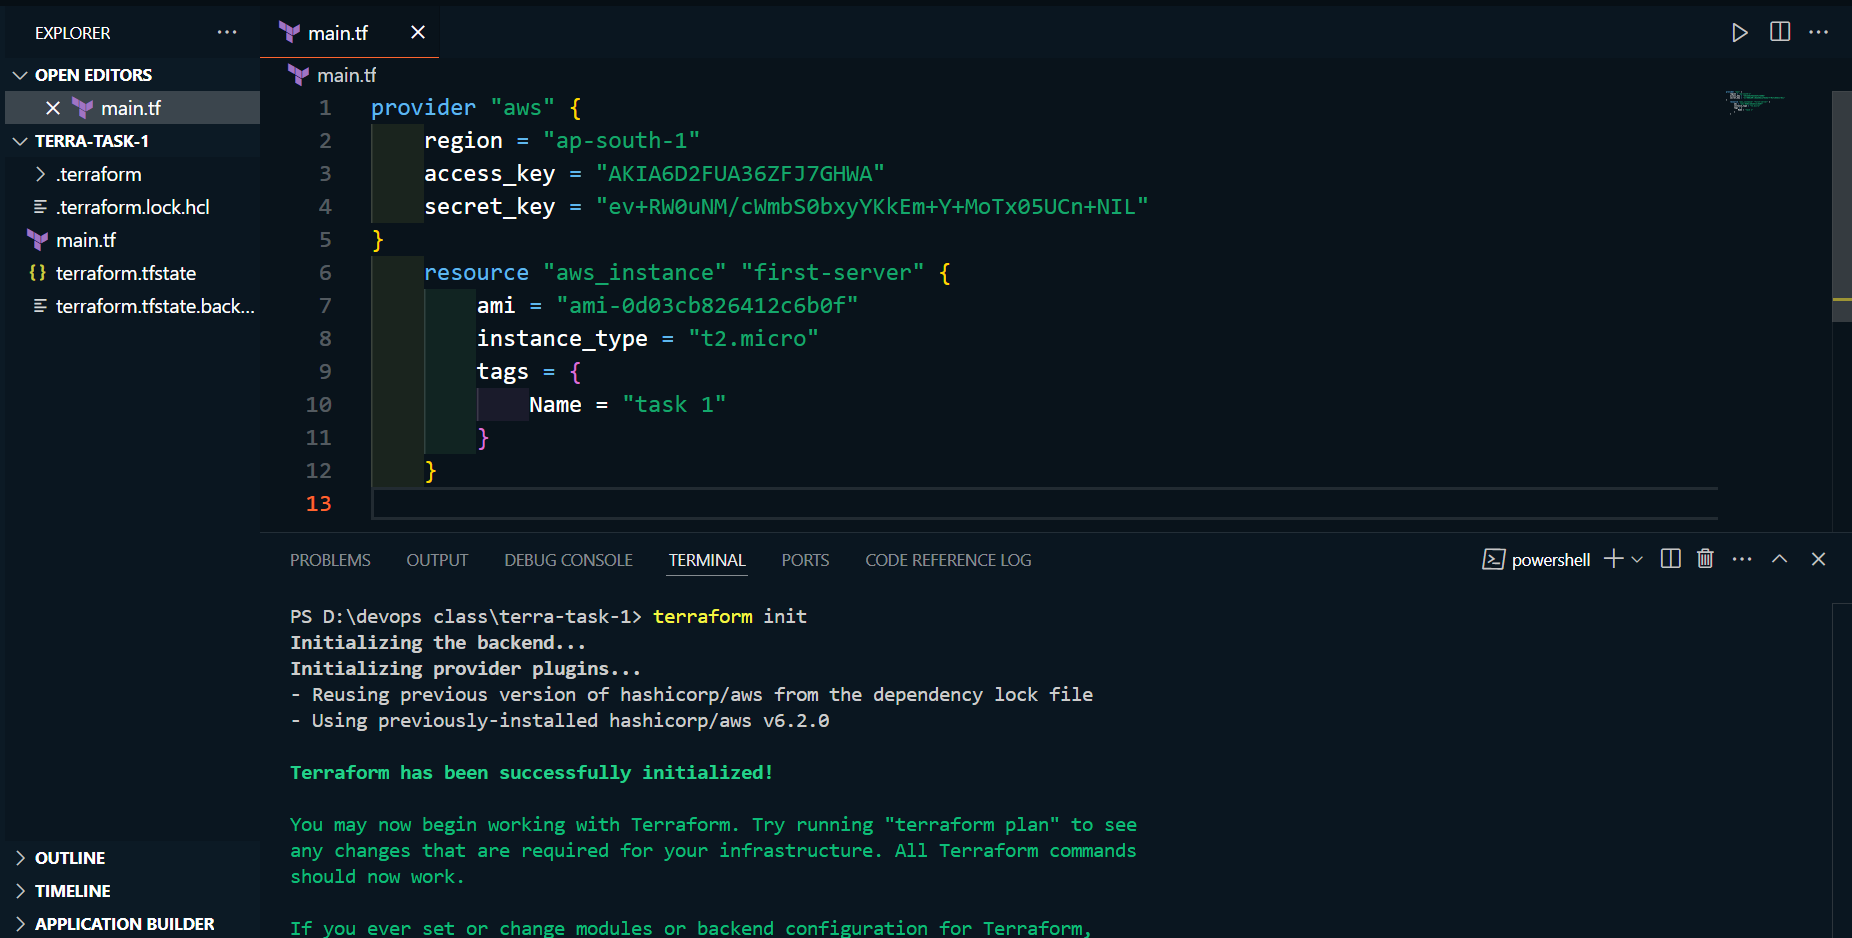 EXPLORER
OPEN EDITORS
main.tf
TERRA-TASK-1
.terraform
.terraform.lock.hcl
main.tf
terraform.tfstate
terraform.tfstate.back...
OUTLINE
TIMELINE
APPLICATION BUILDER
main.tf
main.tf
1 provider "aws" {
2 region = "ap-south-1"
3 access_key = "AKIA6D2FUA36ZFJ7GHWA"
4 secret_key = "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"
5 }
6 resource "aws_instance" "first-server" {
7 ami = "ami-0d03cb826412c6b0f"
8 instance_type = "t2.micro"
9 tags = {
10 Name = "task 1"
11 }
12 }
13
PROBLEMS OUTPUT DEBUG CONSOLE TERMINAL PORTS CODE REFERENCE LOG powershell
PS D:\devops class\terra-task-1> terraform init
Initializing the backend...
Initializing provider plugins...
- Reusing previous version of hashicorp/aws from the dependency lock file
- Using previously-installed hashicorp/aws v6.2.0
Terraform has been successfully initialized!
You may now begin working with Terraform. Try running "terraform plan" to see
any changes that are required for your infrastructure. All Terraform commands
should now work.
If you ever set or change modules or backend configuration for Terraform,